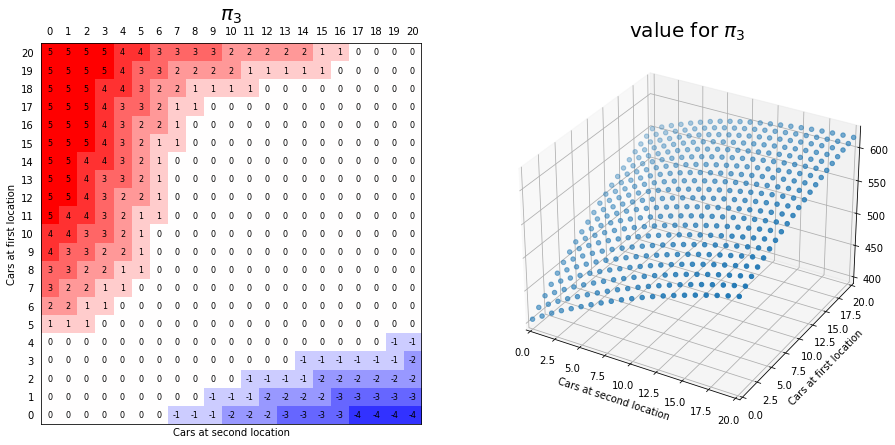 π₃
0 1 2 3 4 5 6 7 8 9 10 11 12 13 14 15 16 17 18 19 20
20 5 5 5 5 4 4 3 3 3 3 2 2 2 2 2 1 1 0 0 0 0
19 5 5 5 5 4 3 3 2 2 2 2 1 1 1 1 1 0 0 0 0 0
18 5 5 5 4 4 3 2 2 1 1 1 1 0 0 0 0 0 0 0 0 0
17 5 5 5 4 3 3 2 1 1 0 0 0 0 0 0 0 0 0 0 0 0
16 5 5 5 4 3 2 2 1 0 0 0 0 0 0 0 0 0 0 0 0 0
15 5 5 5 4 3 2 1 1 0 0 0 0 0 0 0 0 0 0 0 0 0
14 5 5 4 4 3 2 1 0 0 0 0 0 0 0 0 0 0 0 0 0 0
13 5 5 4 3 3 2 1 0 0 0 0 0 0 0 0 0 0 0 0 0 0
12 5 5 4 3 2 2 1 0 0 0 0 0 0 0 0 0 0 0 0 0 0
11 5 4 4 3 2 1 1 0 0 0 0 0 0 0 0 0 0 0 0 0 0
10 4 4 3 3 2 1 0 0 0 0 0 0 0 0 0 0 0 0 0 0 0
9 4 3 3 2 2 1 0 0 0 0 0 0 0 0 0 0 0 0 0 0 0
8 3 3 2 2 1 1 0 0 0 0 0 0 0 0 0 0 0 0 0 0 0
7 3 2 2 1 1 0 0 0 0 0 0 0 0 0 0 0 0 0 0 0 0
6 2 2 1 1 0 0 0 0 0 0 0 0 0 0 0 0 0 0 0 0 0
5 1 1 1 0 0 0 0 0 0 0 0 0 0 0 0 0 0 0 0 0 0
4 0 0 0 0 0 0 0 0 0 0 0 0 0 0 0 0 0 0 0 -1 -1
3 0 0 0 0 0 0 0 0 0 0 0 0 0 0 -1 -1 -1 -1 -1 -1 -2
2 0 0 0 0 0 0 0 0 0 0 0 -1 -1 -1 -1 -2 -2 -2 -2 -2 -2
1 0 0 0 0 0 0 0 0 0 -1 -1 -1 -2 -2 -2 -2 -3 -3 -3 -3 -3
0 0 0 0 0 0 0 0 -1 -1 -1 -2 -2 -2 -3 -3 -3 -3 -4 -4 -4 -4
Cars at first location
Cars at second location
value for π₃
600
550
500
450
400
0.0 2.5 5.0 7.5 10.0 12.5 15.0 17.5 20.0
Cars at second location
0.0 2.5 5.0 7.5 10.0 12.5 15.0 17.5 20.0
Cars at first location